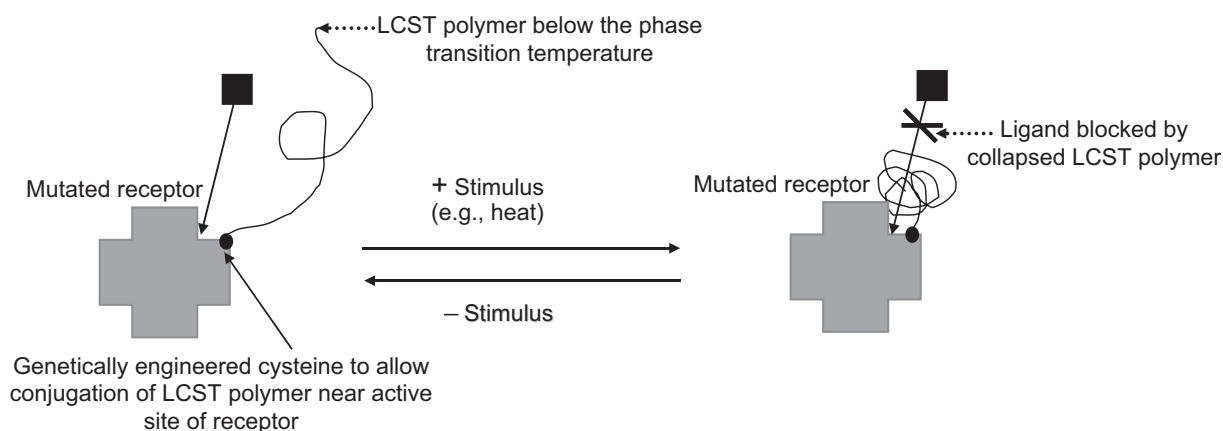 LCST polymer below the phase
transition temperature
Mutated receptor
Genetically engineered cysteine to allow
conjugation of LCST polymer near active
site of receptor
+ Stimulus
(e.g., heat)
– Stimulus
Ligand blocked by
collapsed LCST polymer
Mutated receptor